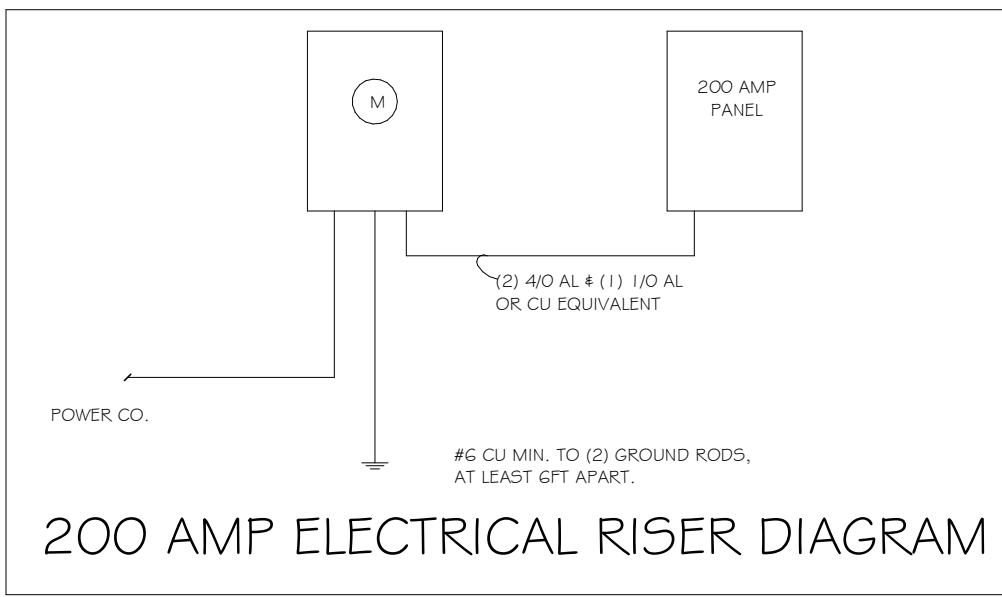 M
200 AMP
PANEL
(2) 4/0 AL & (1) 1/0 AL
OR CU EQUIVALENT
POWER CO.
#6 CU MIN. TO (2) GROUND RODS,
AT LEAST 6FT APART.
200 AMP ELECTRICAL RISER DIAGRAM